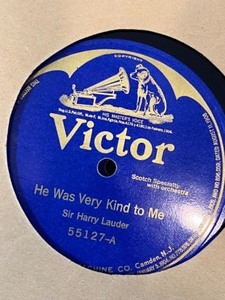 HIS MASTER'S VOICE
Victor
Scotch Specialty
with orchestra
He Was Very Kind to Me
Sir Harry Lauder
55127-A
CO. Camden, N.J.